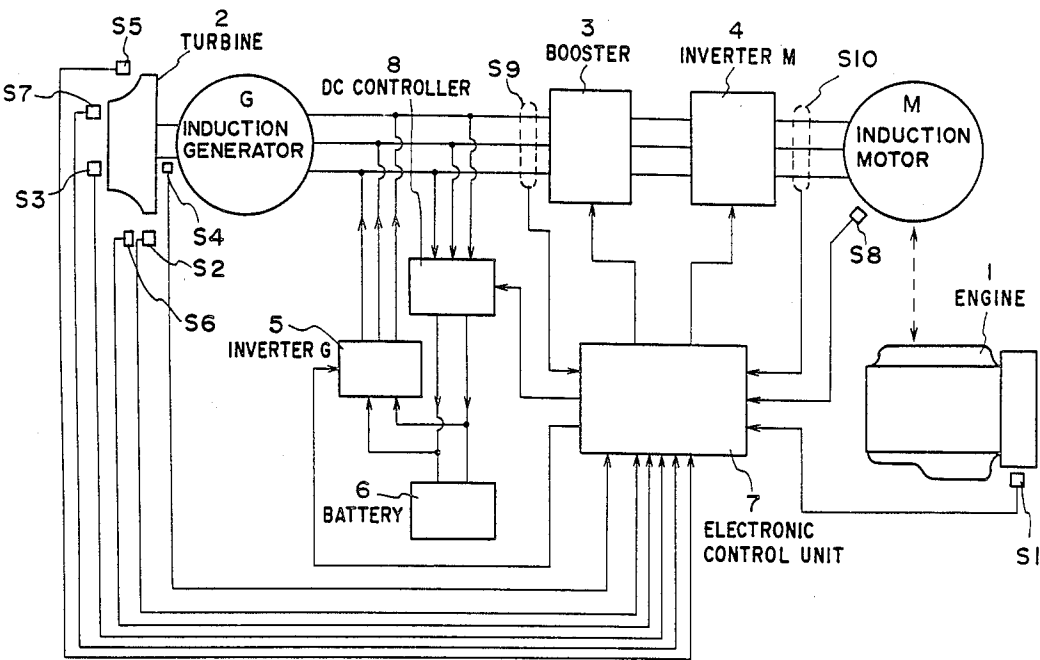 S5
2
TURBINE
3
BOOSTER
4
INVERTER M
S9
S10
8
DC CONTROLLER
S7
G
INDUCTION
GENERATOR
M
INDUCTION
MOTOR
S3
S4
S2
S6
S8
1
ENGINE
5
INVERTER G
6
BATTERY
7
ELECTRONIC
CONTROL UNIT
S1